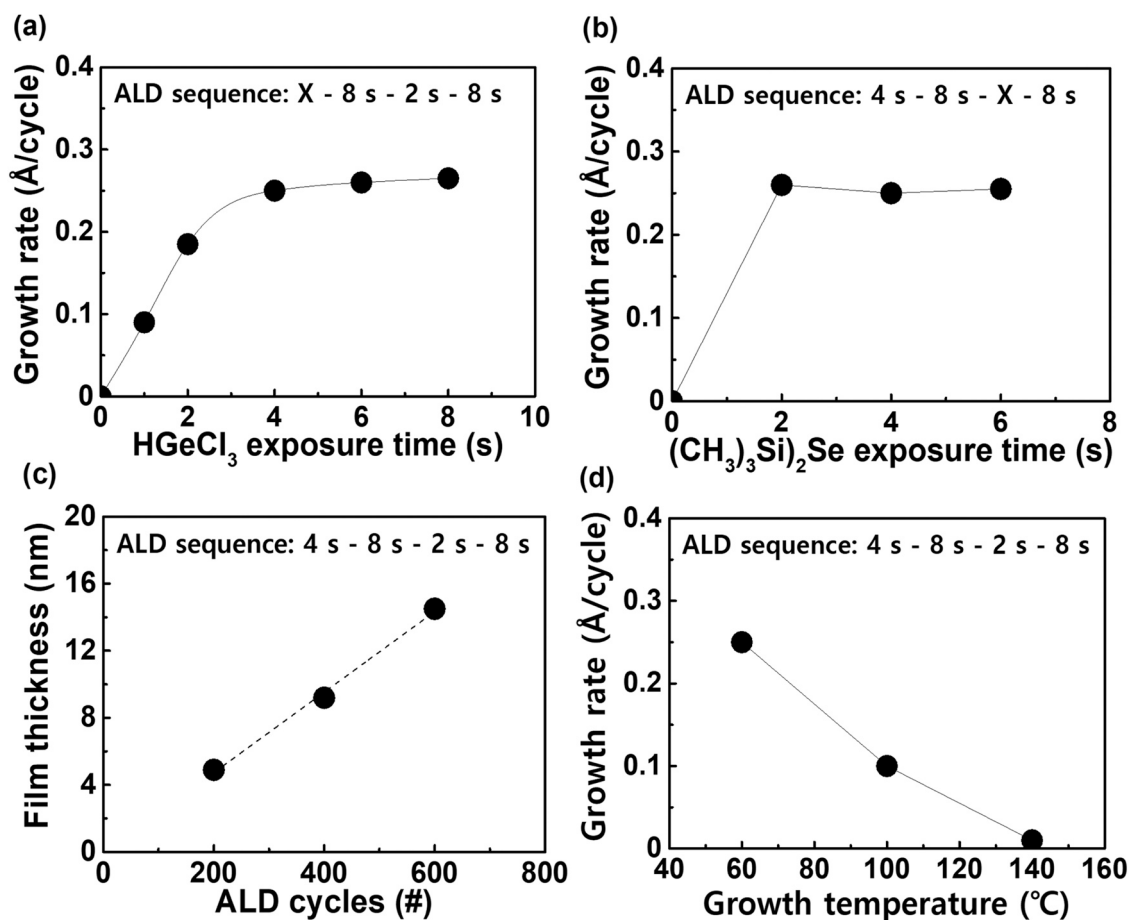 (a)
0.4
ALD sequence: X - 8 s - 2 s - 8 s
0.3
0.2
0.1
0
0 2 4 6 8 10
Growth rate (Å/cycle)
HGeCl₃ exposure time (s)
(b)
0.4
ALD sequence: 4 s - 8 s - X - 8 s
0.3
0.2
0.1
0
0 2 4 6 8
Growth rate (Å/cycle)
(CH₃)₃Si)₂Se exposure time (s)
(c)
20
ALD sequence: 4 s - 8 s - 2 s - 8 s
16
12
8
4
0
0 200 400 600 800
Film thickness (nm)
ALD cycles (#)
(d)
0.4
ALD sequence: 4 s - 8 s - 2 s - 8 s
0.3
0.2
0.1
0
40 60 80 100 120 140 160
Growth rate (Å/cycle)
Growth temperature (℃)